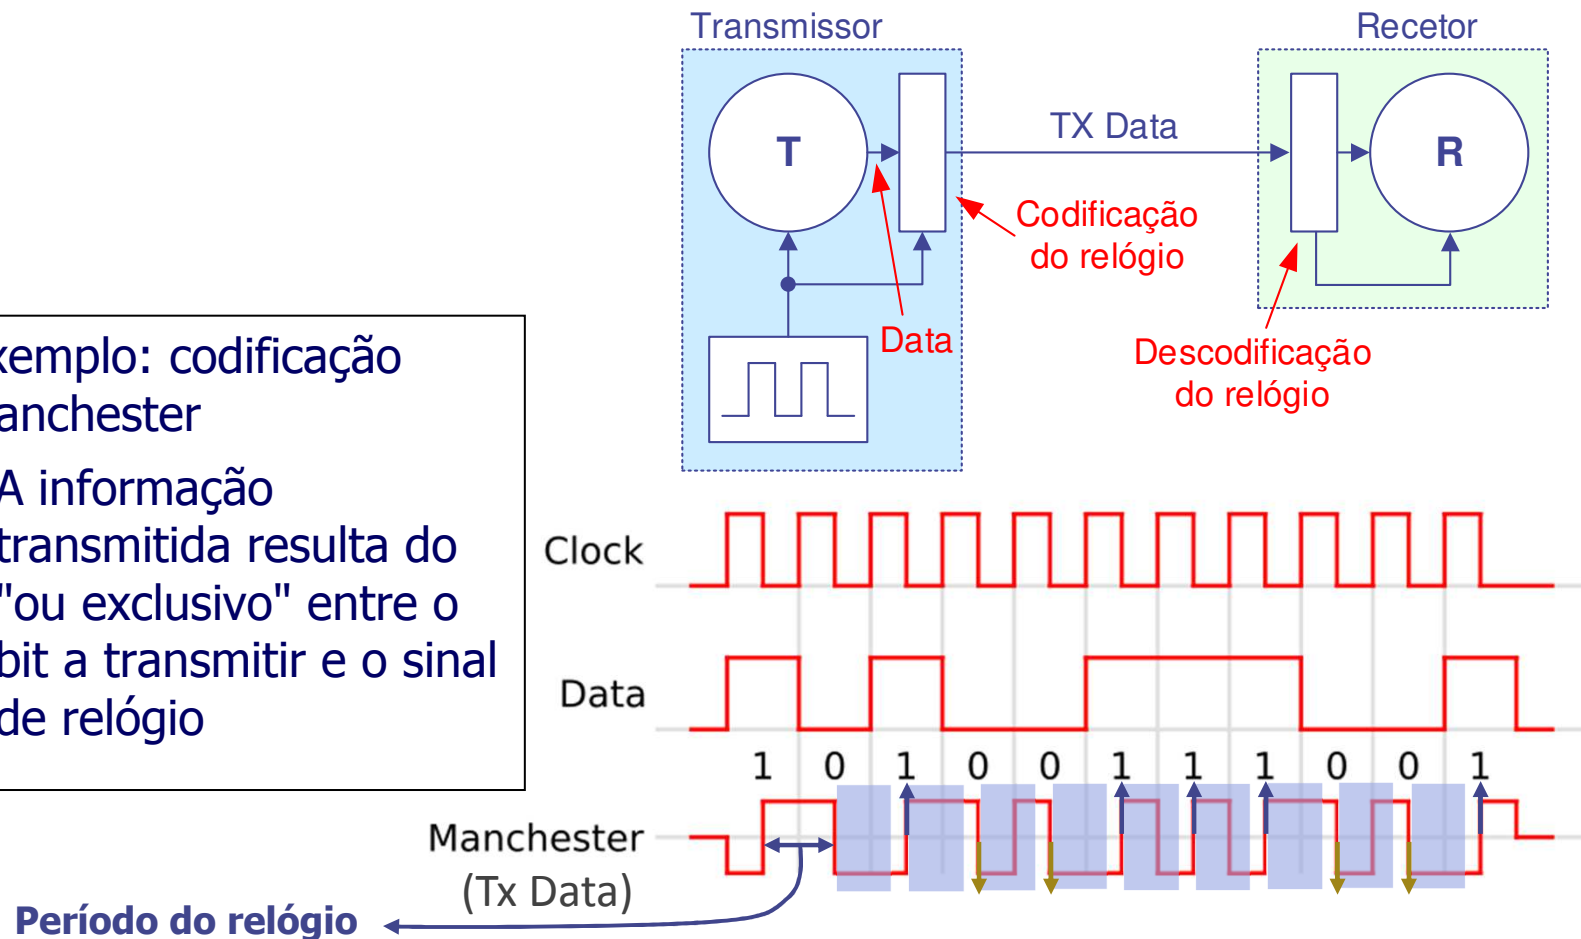 Transmissor
Recetor
T
TX Data
R
Codificação
do relógio
Data
Descodificação
do relógio
xemplo: codificação
anchester
A informação
transmitida resulta do
"ou exclusivo" entre o
bit a transmitir e o sinal
de relógio
Clock
Data
1 0 1 0 0 1 1 1 0 0 1
Manchester
(Tx Data)
Período do relógio